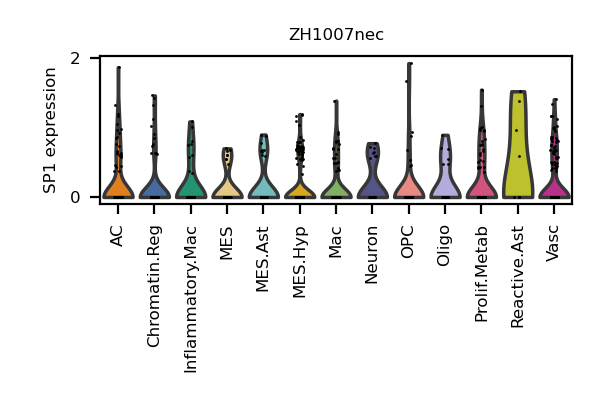 ZH1007nec
SP1 expression
2
0
AC
Chromatin.Reg
Inflammatory.Mac
MES
MES.Ast
MES.Hyp
Mac
Neuron
OPC
Oligo
Prolif.Metab
Reactive.Ast
Vasc